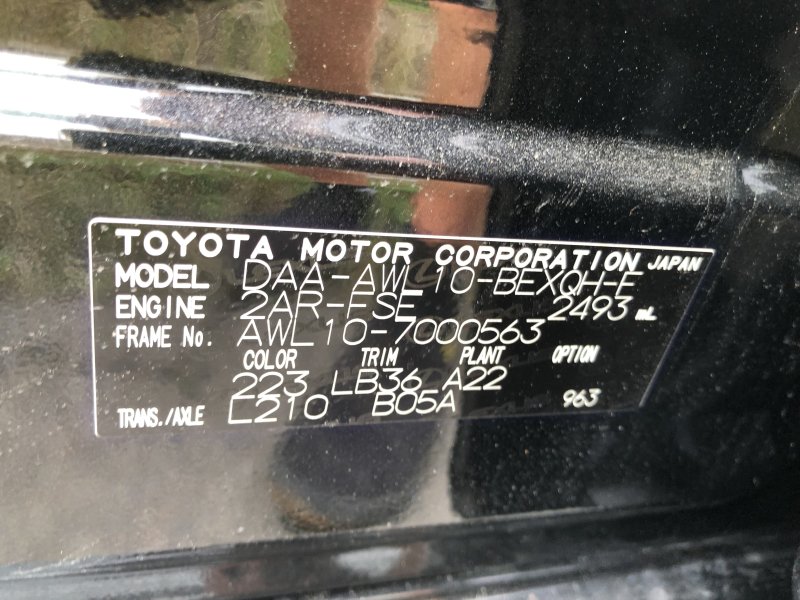 TOYOTA MOTOR CORPORATION JAPAN
MODEL DAA-AWL10-BEXQH-E
ENGINE 2AR-FSE 2493 mL
FRAME No. AWL10-7000563
COLOR TRIM PLANT OPTION
223 LB36 A22
TRANS./AXLE L210 B05A 963